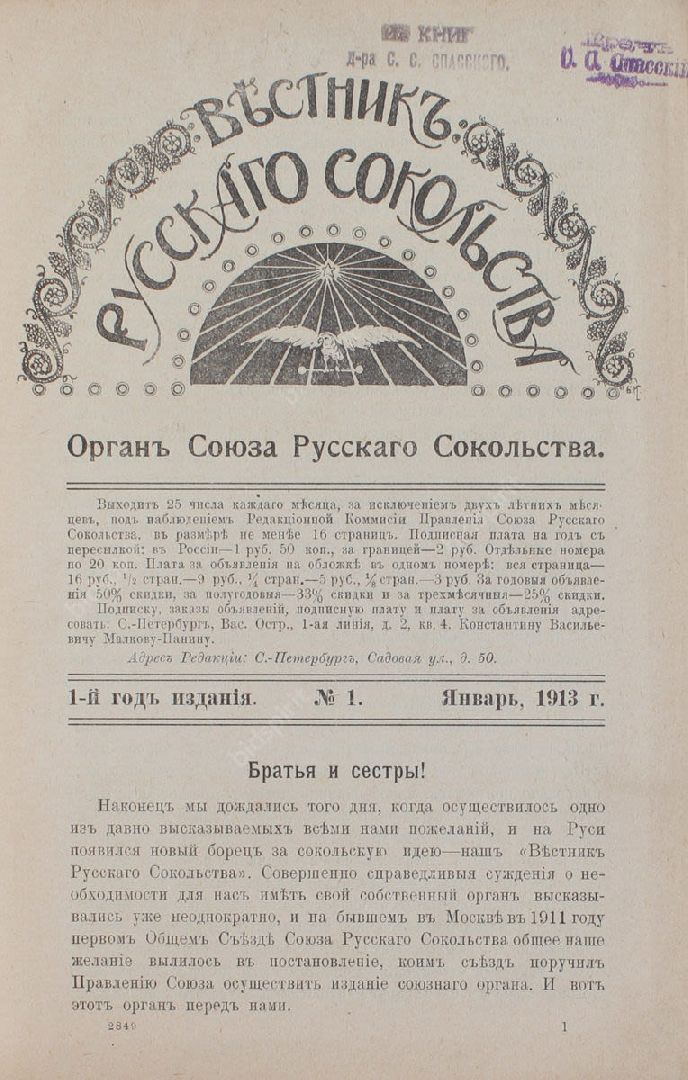 ИЗ КНИГ
Д-ра С. С. СПАССКОГО.
ВѢСТНИКЪ
РУССКАГО СОКОЛЬСТВА
Органъ Союза Русскаго Сокольства.
Выходитъ 25 числа каждаго мѣсяца, за исключеніемъ двухъ лѣтнихъ мѣся-
цевъ, подъ наблюденіемъ Редакціонной Коммисіи Правленія Союза Русскаго
Сокольства, въ размѣрѣ не менѣе 16 страницъ. Подписная плата на годъ съ
пересылкой: въ Россіи—1 руб. 50 коп., за границей—2 руб. Отдѣльные номера
по 20 коп. Плата за объявленія на обложкѣ въ одномъ номерѣ: вся страница—
16 руб., ½ стран.—9 руб., ¼ стран.—5 руб., ⅛ стран.—3 руб. За годовыя объявле-
нія 50% скидки, за полугодовыя—33% скидки и за трехмѣсячныя—25% скидки.
Подписку, заказы объявленій, подписную плату и плату за объявленія адре-
совать: С.-Петербургъ, Вас. Остр., 1-ая линія, д. 2, кв. 4. Константину Василье-
вичу Малкову-Панину.
Адресъ Редакціи: С.-Петербургъ, Садовая ул., д. 50.
1-й годъ изданія. № 1. Январь, 1913 г.
Братья и сестры!
Наконецъ мы дождались того дня, когда осуществилось одно
изъ давно высказываемыхъ всѣми нами пожеланій, и на Руси
появился новый борецъ за сокольскую идею—нашъ «Вѣстник
Русскаго Сокольства». Совершенно справедливыя сужденія о не-
обходимости для насъ имѣть свой собственный органъ высказы-
вались уже неоднократно, и на бывшемъ въ Москвѣ въ 1911 году
первомъ Общемъ Съѣздѣ Союза Русскаго Сокольства общее наше
желаніе вылилось въ постановленіе, коимъ съѣздъ поручилъ
Правленію Союза осуществить изданіе союзнаго органа. И вотъ
этотъ органъ передъ нами.
2849 1